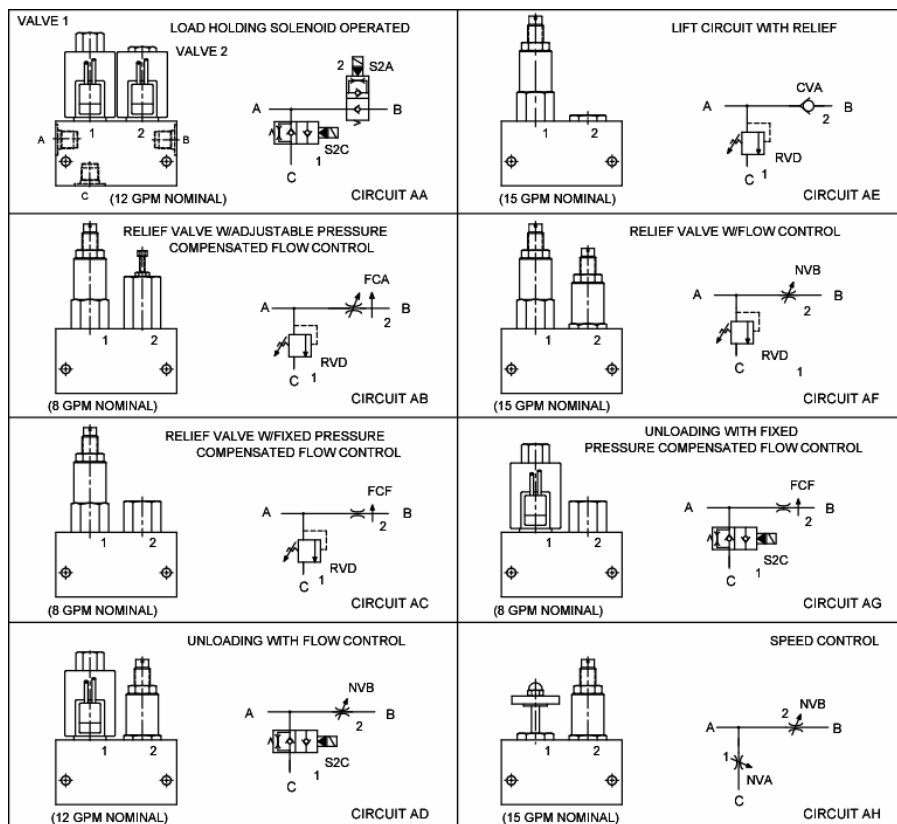 VALVE 1
LOAD HOLDING SOLENOID OPERATED
VALVE 2
2
S2A
A
B
1
2
A
B
S2C
1
C
C
(12 GPM NOMINAL)
CIRCUIT AA
LIFT CIRCUIT WITH RELIEF
CVA
A
B
2
1
2
RVD
1
C
(15 GPM NOMINAL)
CIRCUIT AE
RELIEF VALVE W/ADJUSTABLE PRESSURE
COMPENSATED FLOW CONTROL
FCA
A
B
2
1
2
RVD
C
1
(8 GPM NOMINAL)
CIRCUIT AB
RELIEF VALVE W/FLOW CONTROL
NVB
A
B
2
1
2
RVD
C
1
1
(15 GPM NOMINAL)
CIRCUIT AF
RELIEF VALVE W/FIXED PRESSURE
COMPENSATED FLOW CONTROL
FCF
A
B
2
1
2
RVD
1
C
(8 GPM NOMINAL)
CIRCUIT AC
UNLOADING WITH FIXED
PRESSURE COMPENSATED FLOW CONTROL
FCF
A
B
2
1
2
S2C
1
C
(8 GPM NOMINAL)
CIRCUIT AG
UNLOADING WITH FLOW CONTROL
NVB
A
B
2
1
2
S2C
1
C
(12 GPM NOMINAL)
CIRCUIT AD
SPEED CONTROL
NVB
2
A
B
1
2
1
NVA
C
(15 GPM NOMINAL)
CIRCUIT AH